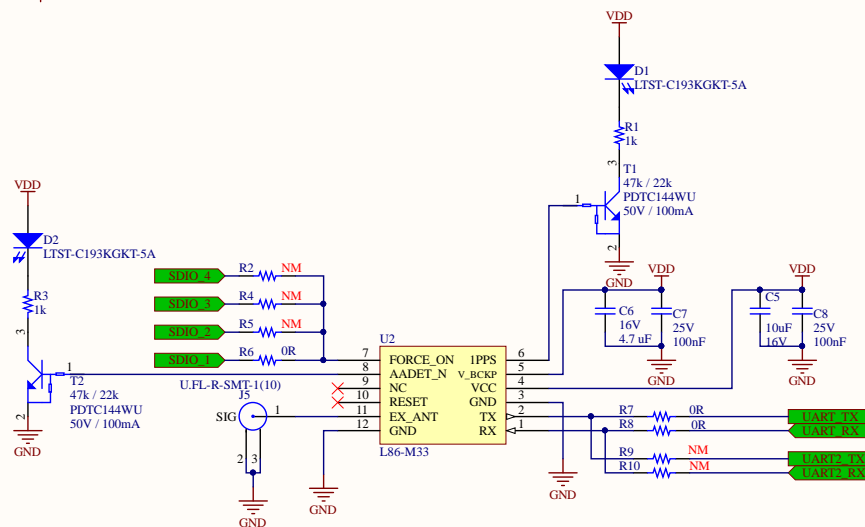 VDD
D1
LTST-C193KGKT-5A
R1
1k
3
T1
47k / 22k
PDTC144WU
50V / 100mA
1
2
GND
VDD
D2
LTST-C193KGKT-5A
R3
1k
3
1
T2
47k / 22k
PDTC144WU
50V / 100mA
2
GND
SDIO_4
R2
NM
SDIO_3
R4
NM
SDIO_2
R5
NM
SDIO_1
R6
0R
U2
7 FORCE_ON 1PPS 6
8 AADET_N V_BCKP 5
9 NC VCC 4
10 RESET GND 3
11 EX_ANT TX 2
12 GND RX 1
L86-M33
U.FL-R-SMT-1(10)
J5
SIG
1
2 3
GND
GND
GND
VDD
C6
16V
4.7 uF
C7
25V
100nF
GND
VDD
C5
10uF
16V
C8
25V
100nF
GND
R7
0R
UART_TX
R8
0R
UART_RX
R9
NM
UART2_TX
R10
NM
UART2_RX